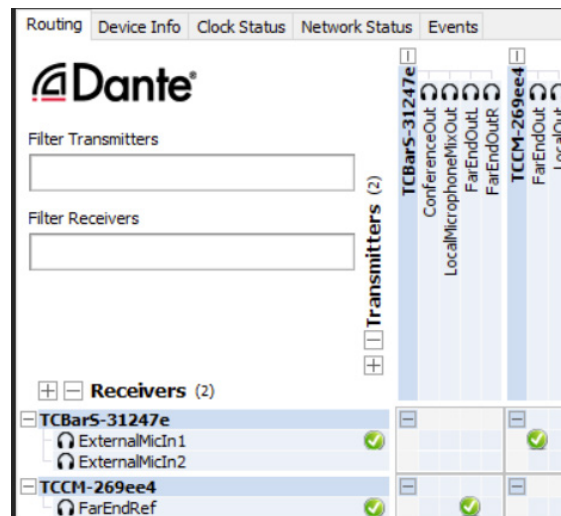 Routing Device Info Clock Status Network Status Events
Dante®
Filter Transmitters
Filter Receivers
Transmitters (2)
TCBarS-31247e
ConferenceOut
LocalMicrophoneMixOut
FarEndOutL
FarEndOutR
TCCM-269ee4
FarEndOut
LocalOut
Receivers (2)
TCBarS-31247e
ExternalMicIn1
ExternalMicIn2
TCCM-269ee4
FarEndRef